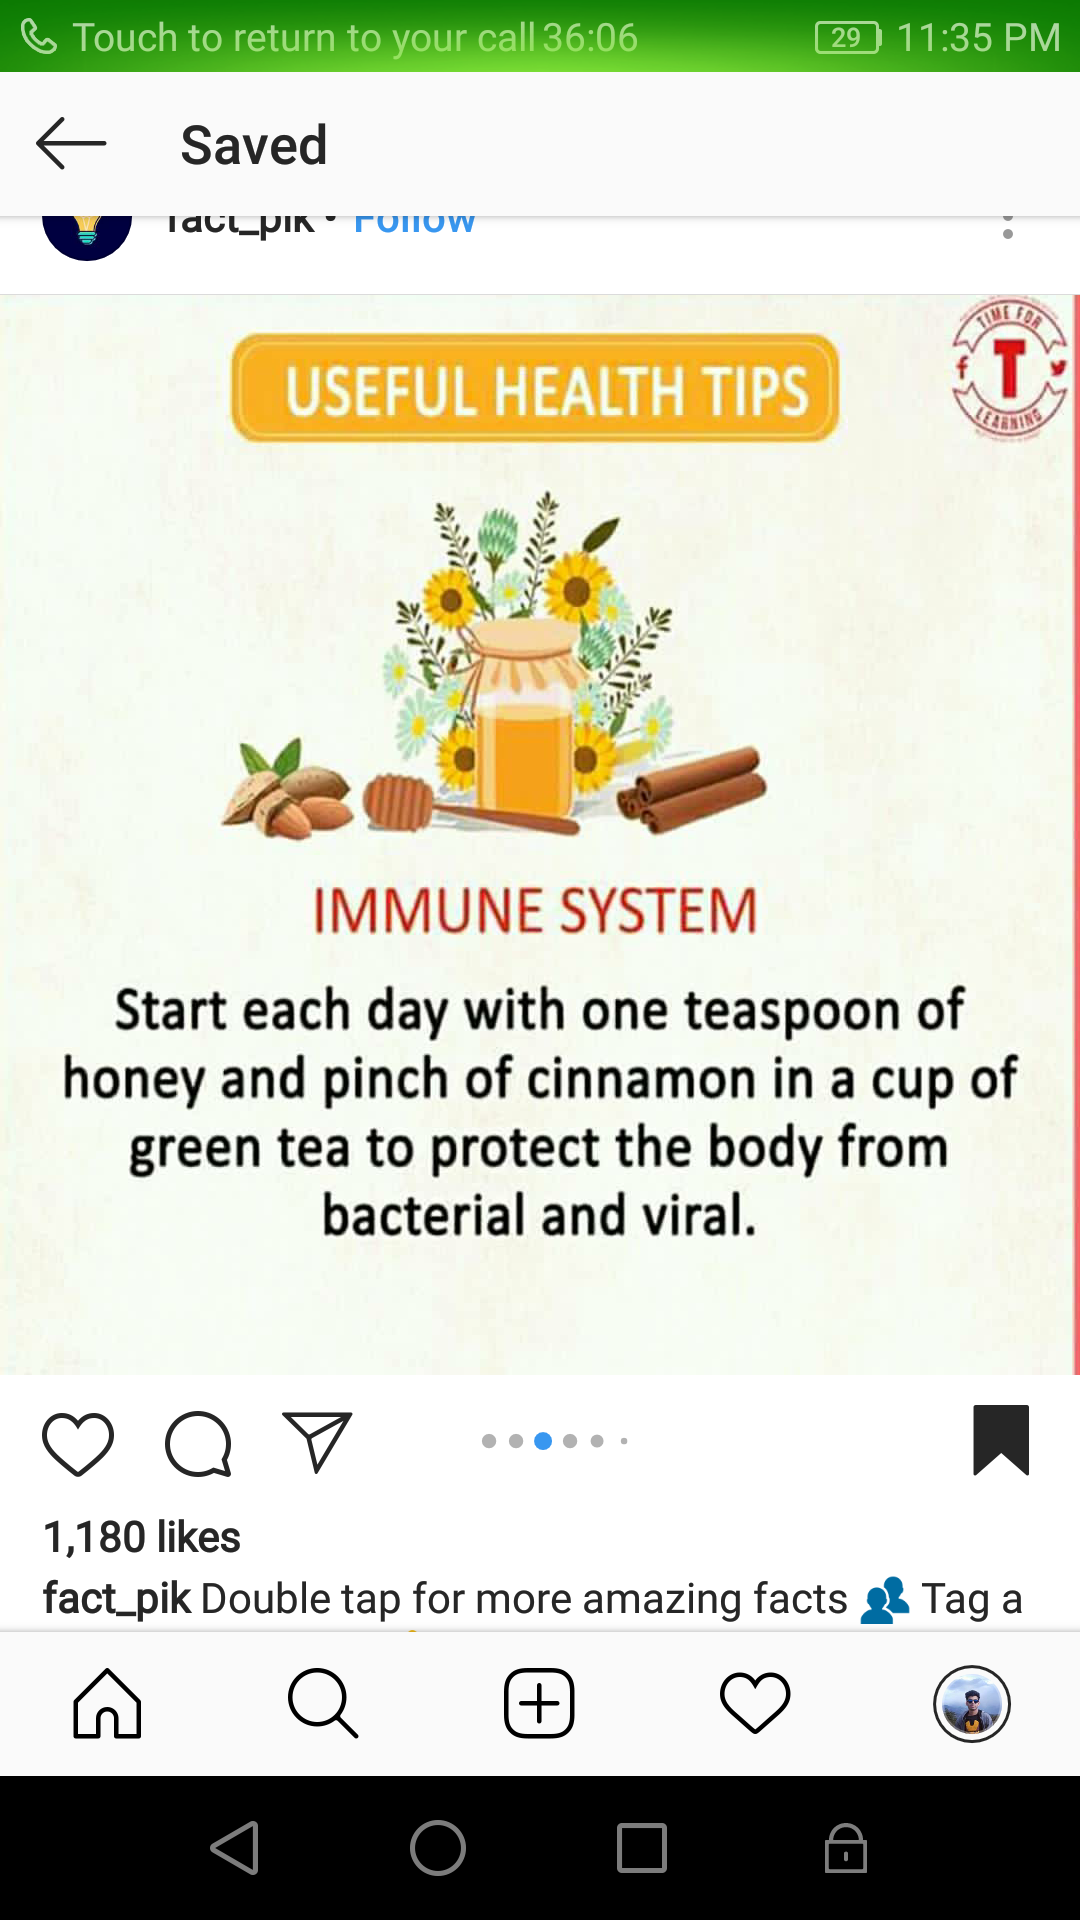 Touch to return to your call 36:06 29 11:35 PM
Saved
fact_pik • Follow
TIME FOR
T
LEARNING
USEFUL HEALTH TIPS
IMMUNE SYSTEM
Start each day with one teaspoon of
honey and pinch of cinnamon in a cup of
green tea to protect the body from
bacterial and viral.
1,180 likes
fact_pik Double tap for more amazing facts 👥 Tag a